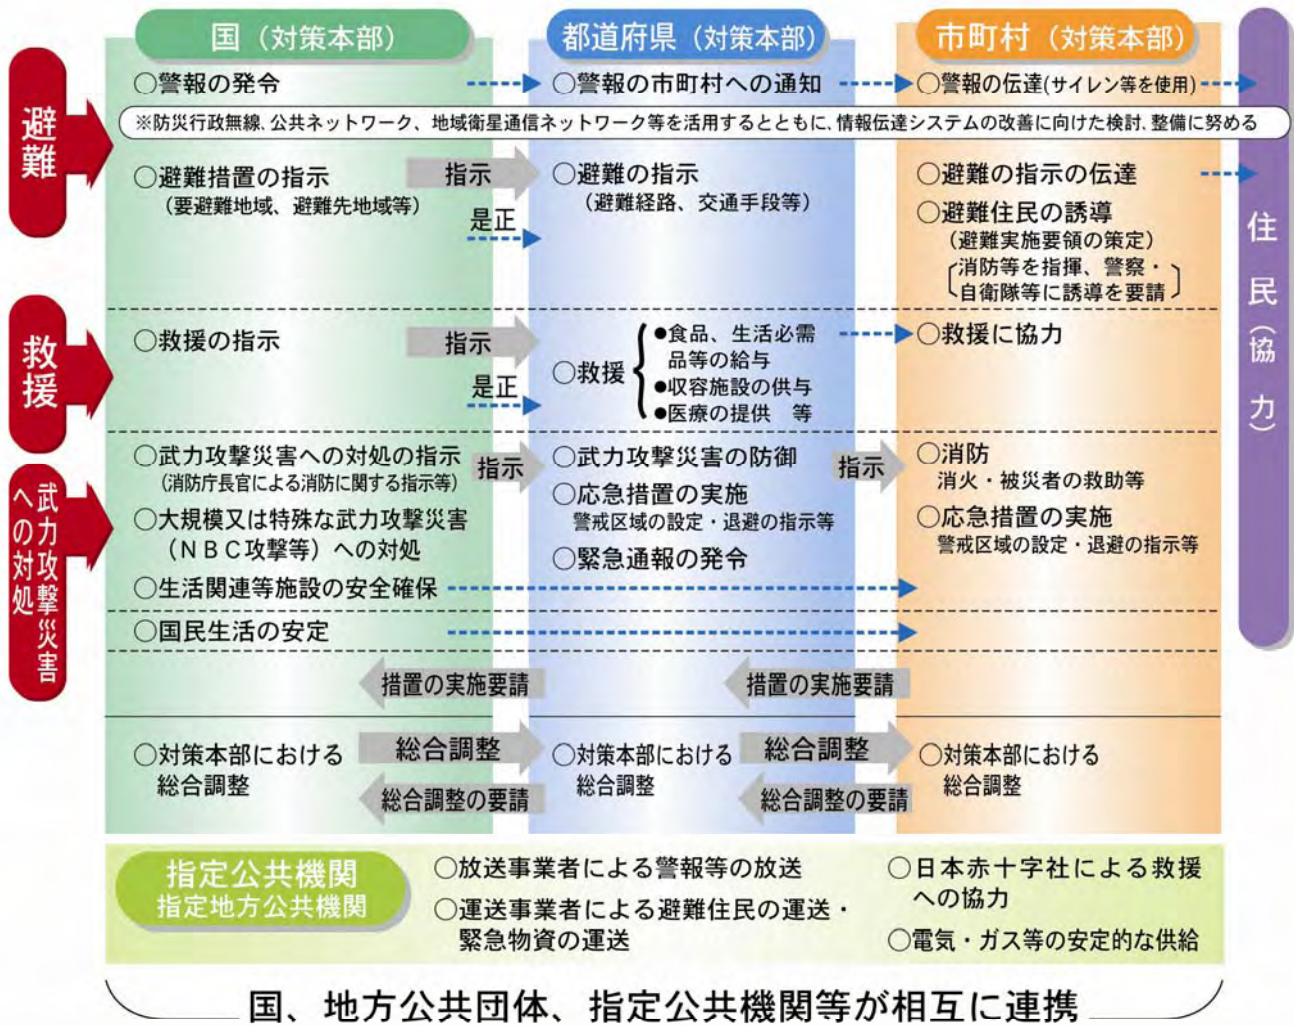 国（対策本部）
都道府県（対策本部）
市町村（対策本部）
避難
○警報の発令
○警報の市町村への通知
○警報の伝達(サイレン等を使用)
※防災行政無線、公共ネットワーク、地域衛星通信ネットワーク等を活用するとともに、情報伝達システムの改善に向けた検討、整備に努める
○避難措置の指示
（要避難地域、避難先地域等）
指示
是正
○避難の指示
（避難経路、交通手段等）
○避難の指示の伝達
○避難住民の誘導
（避難実施要領の策定）
消防等を指揮、警察・
自衛隊等に誘導を要請
住民（協力）
救援
○救援の指示
指示
是正
○救援
●食品、生活必需
品等の給与
●収容施設の供与
●医療の提供　等
○救援に協力
武力攻撃災害
への対処
○武力攻撃災害への対処の指示
（消防庁長官による消防に関する指示等）
指示
○大規模又は特殊な武力攻撃災害
（ＮＢＣ攻撃等）への対処
○生活関連等施設の安全確保
○武力攻撃災害の防御
指示
○応急措置の実施
警戒区域の設定・退避の指示等
○緊急通報の発令
○消防
消火・被災者の救助等
○応急措置の実施
警戒区域の設定・退避の指示等
○国民生活の安定
措置の実施要請
措置の実施要請
○対策本部における
総合調整
総合調整
総合調整の要請
○対策本部における
総合調整
総合調整
総合調整の要請
○対策本部における
総合調整
指定公共機関
指定地方公共機関
○放送事業者による警報等の放送
○運送事業者による避難住民の運送・
緊急物資の運送
○日本赤十字社による救援
への協力
○電気・ガス等の安定的な供給
国、地方公共団体、指定公共機関等が相互に連携